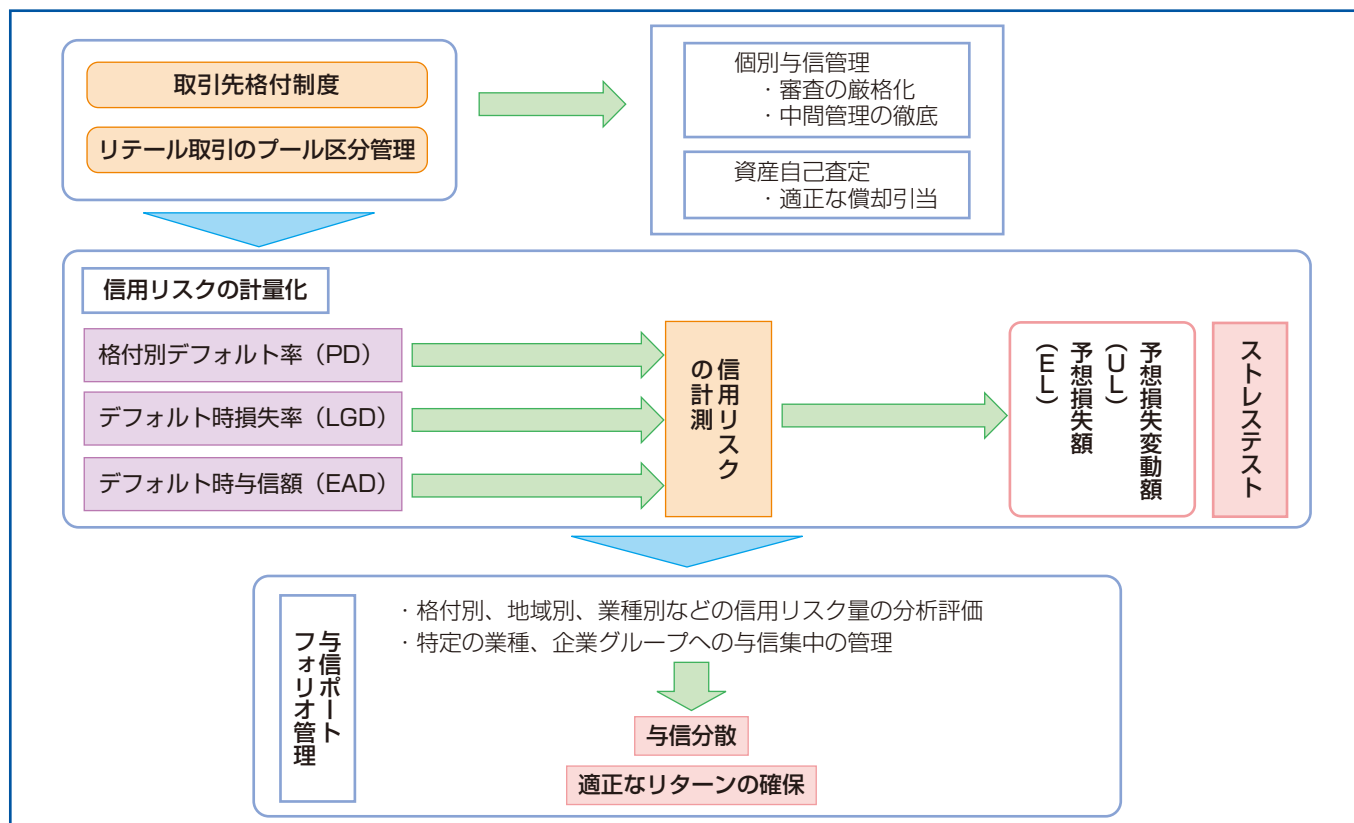 取引先格付制度
リテール取引のプール区分管理
個別与信管理
・審査の厳格化
・中間管理の徹底
資産自己査定
・適正な償却引当
信用リスクの計量化
格付別デフォルト率（PD）
デフォルト時損失率（LGD）
デフォルト時与信額（EAD）
信用リスク
の計測
予想損失変動額
（UL）
予想損失額
（EL）
ストレステスト
与信ポート
フォリオ管理
・格付別、地域別、業種別などの信用リスク量の分析評価
・特定の業種、企業グループへの与信集中の管理
与信分散
適正なリターンの確保